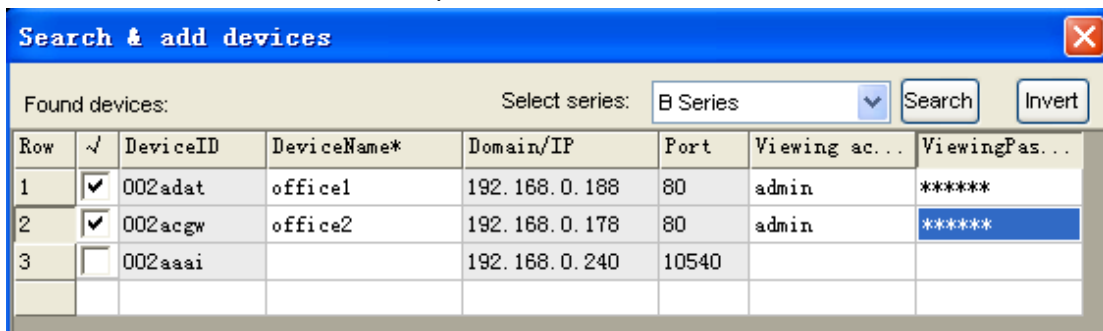 Search & add devices
Found devices: Select series: B Series Search Invert
Row √ DeviceID DeviceName* Domain/IP Port Viewing ac... ViewingPas...
1 002adat office1 192.168.0.188 80 admin ******
2 002acgw office2 192.168.0.178 80 admin ******
3 002aaai 192.168.0.240 10540